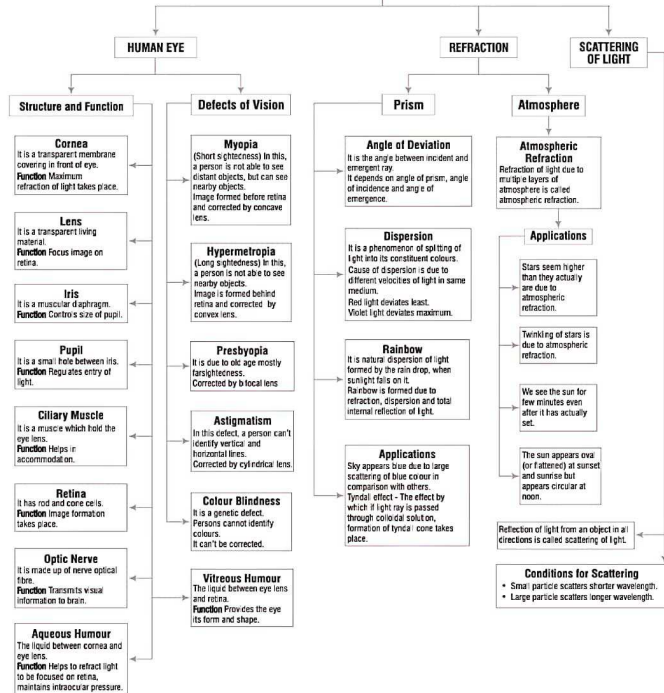 HUMAN EYE
REFRACTION
SCATTERING
OF LIGHT
Structure and Function
Defects of Vision
Prism
Atmosphere
Cornea
It is a transparent membrane
covering in front of eye.
Function Maximum
refraction of light takes place.
Lens
It is a transparent living
material.
Function Focus image on
retina.
Iris
It is a muscular diaphragm.
Function Controls size of pupil.
Pupil
It is a small hole between iris.
Function Regulates entry of
light.
Ciliary Muscle
It is a muscle which hold the
eye lens.
Function Helps in
accommodation.
Retina
It has rod and cone cells.
Function Image formation
takes place.
Optic Nerve
It is made up of nerve optical
fibre.
Function Transmits visual
information to brain.
Aqueous Humour
The liquid between cornea and
eye lens.
Function Helps to refract light
to be focused on retina,
maintains intraocular pressure.
Myopia
(Short sightedness) In this,
a person is not able to see
distant objects, but can see
nearby objects.
Image formed before retina
and corrected by concave
lens.
Hypermetropia
(Long sightedness) In this,
a person is not able to see
nearby objects.
Image is formed behind
retina and corrected by
convex lens.
Presbyopia
It is due to old age mostly
farsightedness.
Corrected by bifocal lens
Astigmatism
In this defect, a person can't
identify vertical and
horizontal lines.
Corrected by cylindrical lens.
Colour Blindness
It is a genetic defect.
Persons cannot identify
colours.
It can't be corrected.
Vitreous Humour
The liquid between eye lens
and retina.
Function Provides the eye
its form and shape.
Angle of Deviation
It is the angle between incident and
emergent ray.
It depends on angle of prism, angle
of incidence and angle of
emergence.
Dispersion
It is a phenomenon of splitting of
light into its constituent colours.
Cause of dispersion is due to
different velocities of light in same
medium.
Red light deviates least.
Violet light deviates maximum.
Rainbow
It is natural dispersion of light
formed by the rain drop, when
sunlight falls on it.
Rainbow is formed due to
refraction, dispersion and total
internal reflection of light.
Applications
Sky appears blue due to large
scattering of blue colour in
comparison with others.
Tyndall effect - The effect by
which if light ray is passed
through colloidal solution,
formation of tyndal cone takes
place.
Atmospheric
Refraction
Refraction of light due to
multiple layers of
atmosphere is called
atmospheric refraction.
Applications
Stars seem higher
than they actually
are due to
atmospheric
refraction.
Twinkling of stars is
due to atmospheric
refraction.
We see the sun for
few minutes even
after it has actually
set.
The sun appears oval
(or flattened) at sunset
and sunrise but
appears circular at
noon.
Reflection of light from an object in all
directions is called scattering of light.
Conditions for Scattering
• Small particle scatters shorter wavelength.
• Large particle scatters longer wavelength.